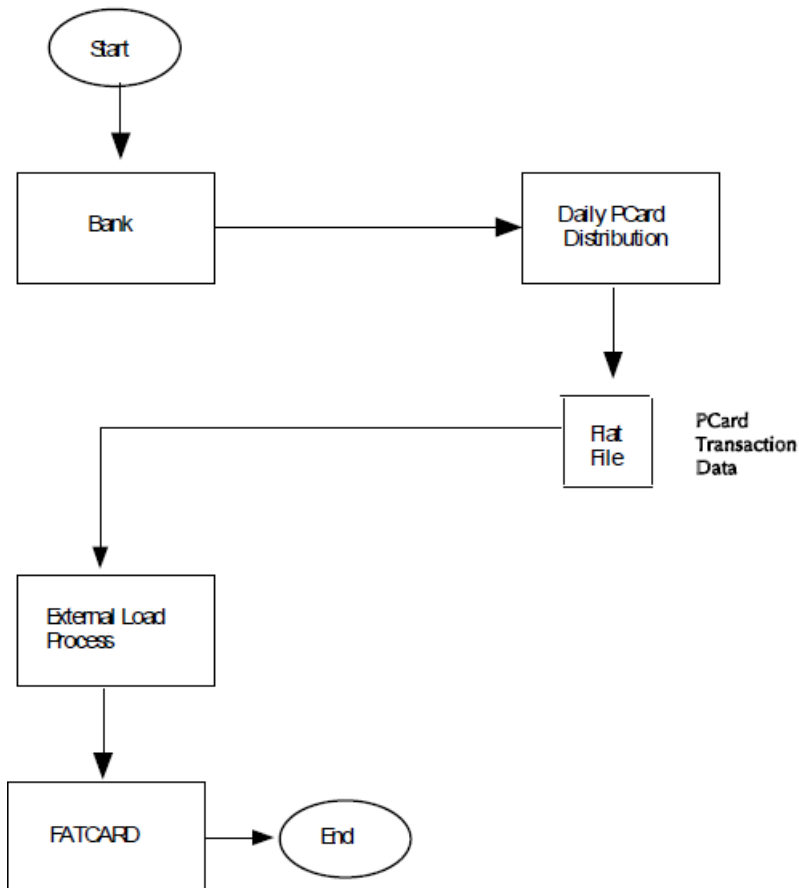 Start
Bank
Daily PCard
Distribution
Flat
File
PCard
Transaction
Data
External Load
Process
FATCARD
End